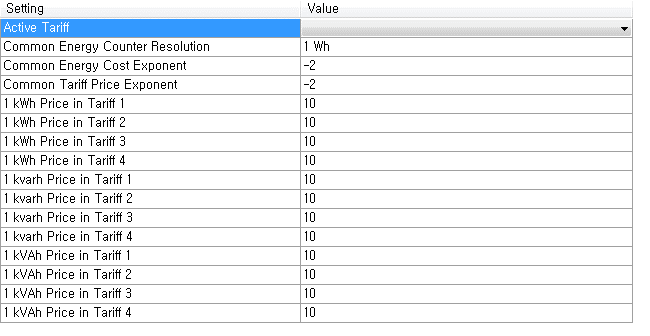 Setting Value
Active Tariff
Common Energy Counter Resolution 1 Wh
Common Energy Cost Exponent -2
Common Tariff Price Exponent -2
1 kWh Price in Tariff 1 10
1 kWh Price in Tariff 2 10
1 kWh Price in Tariff 3 10
1 kWh Price in Tariff 4 10
1 kvarh Price in Tariff 1 10
1 kvarh Price in Tariff 2 10
1 kvarh Price in Tariff 3 10
1 kvarh Price in Tariff 4 10
1 kVAh Price in Tariff 1 10
1 kVAh Price in Tariff 2 10
1 kVAh Price in Tariff 3 10
1 kVAh Price in Tariff 4 10